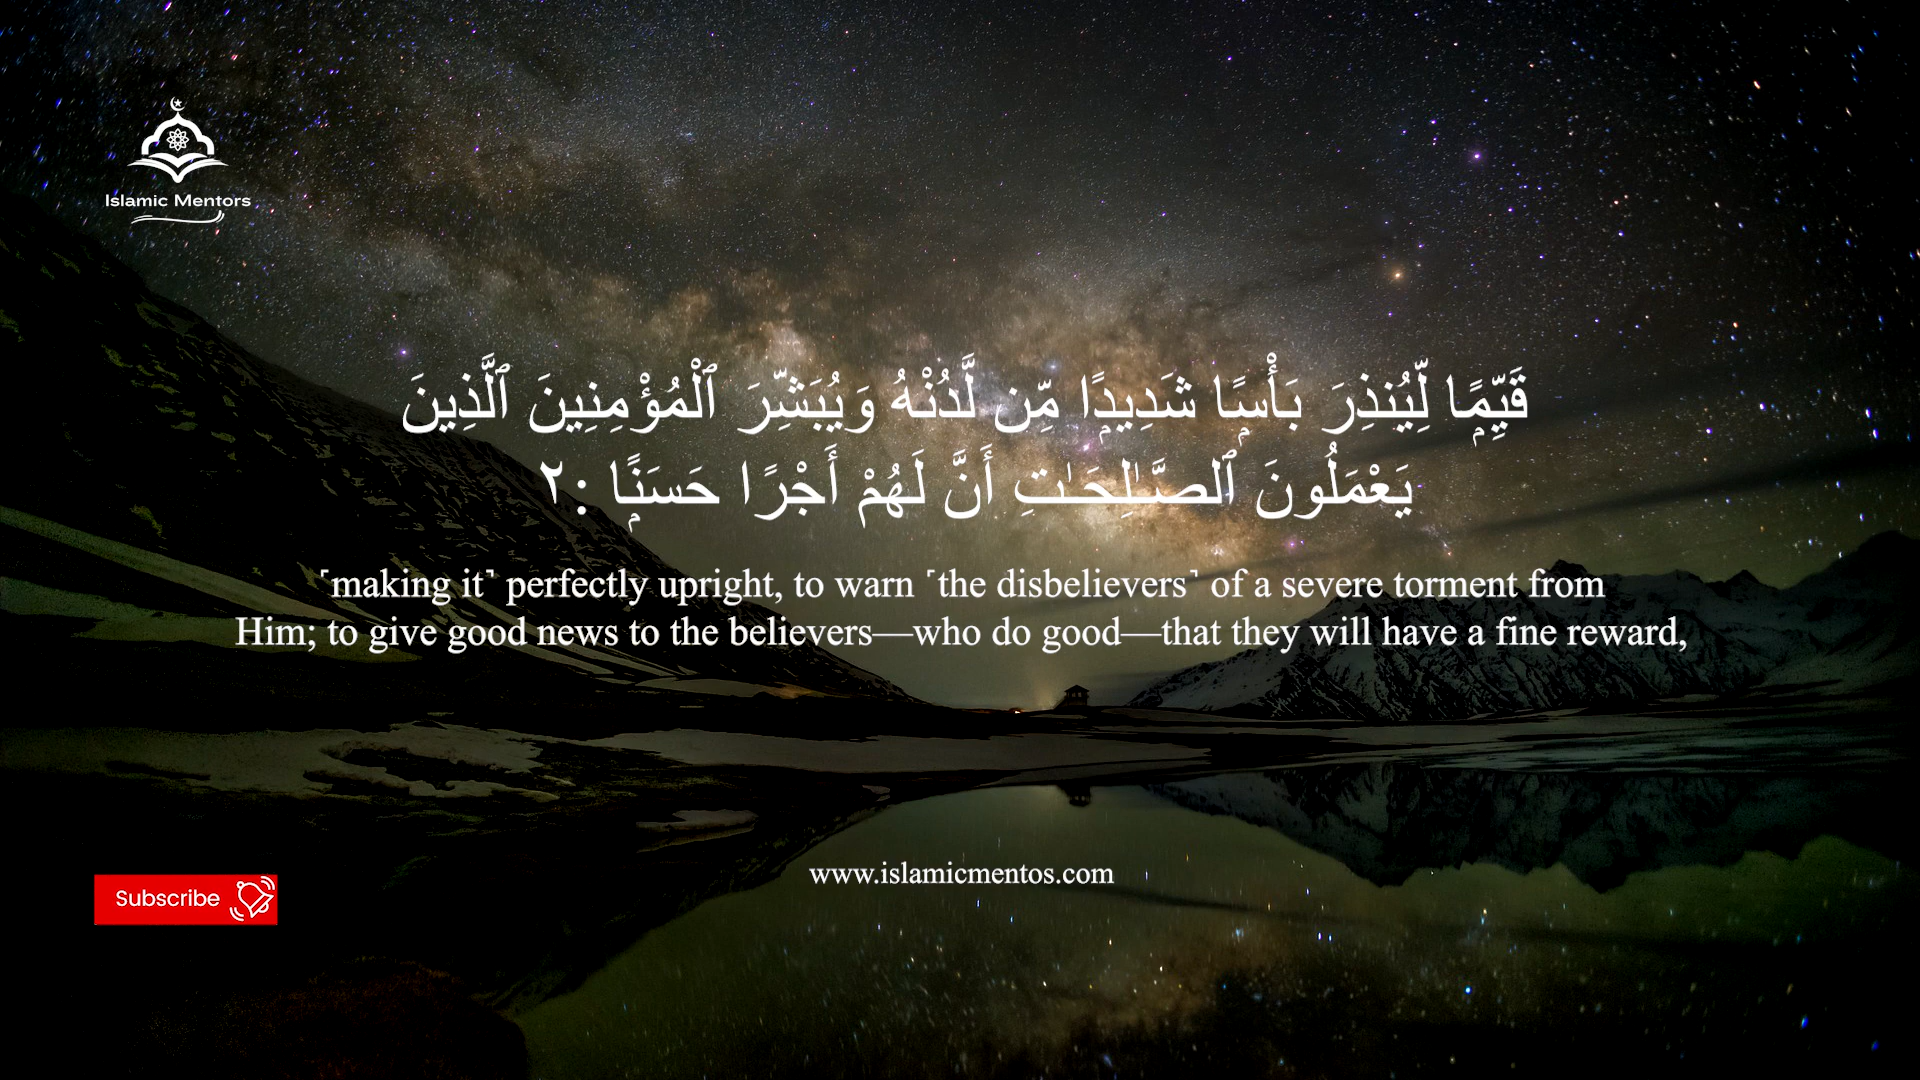 Islamic Mentors
قَيِّمࣰا لِّيُنذِرَ بَأۡسࣰا شَدِيدࣰا مِّن لَّدُنۡهُ وَيُبَشِّرَ ٱلۡمُؤۡمِنِينَ ٱلَّذِينَ
يَعۡمَلُونَ ٱلصَّـٰلِحَـٰتِ أَنَّ لَهُمۡ أَجۡرًا حَسَنࣰا :٢
˹making it˺ perfectly upright, to warn ˹the disbelievers˺ of a severe torment from
Him; to give good news to the believers—who do good—that they will have a fine reward,
www.islamicmentos.com
Subscribe